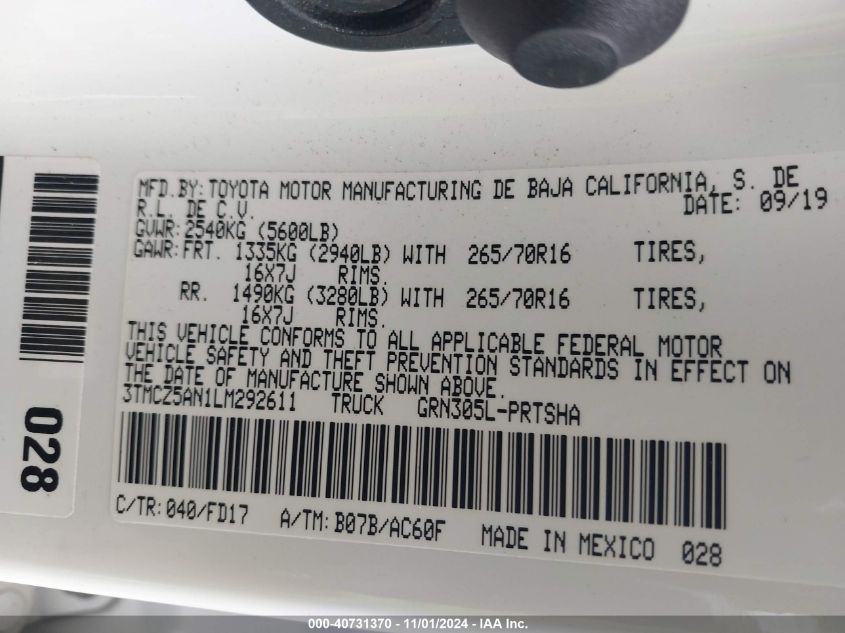 MFD.BY:TOYOTA MOTOR MANUFACTURING DE BAJA CALIFORNIA, S. DE
R.L. DE C.V. DATE: 09/19
GVWR:2540KG (5600LB)
GAWR:FRT. 1335KG (2940LB) WITH 265/70R16 TIRES,
16X7J RIMS.
RR. 1490KG (3280LB) WITH 265/70R16 TIRES,
16X7J RIMS.
THIS VEHICLE CONFORMS TO ALL APPLICABLE FEDERAL MOTOR
VEHICLE SAFETY AND THEFT PREVENTION STANDARDS IN EFFECT ON
THE DATE OF MANUFACTURE SHOWN ABOVE.
3TMCZ5AN1LM292611 TRUCK GRN305L-PRTSHA
C/TR:040/FD17 A/TM:B07B/AC60F MADE IN MEXICO 028
028
000-40731370 - 11/01/2024 - IAA Inc.